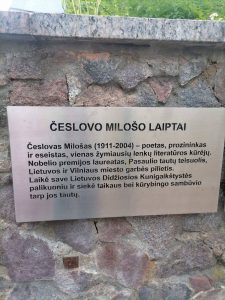 ČESLOVO MILOŠO LAIPTAI
Česlovas Milošas (1911-2004) – poetas, prozininkas
ir eseistas, vienas žymiausių lenkų literatūros kūrėjų.
Nobelio premijos laureatas, Pasaulio tautų teisuolis,
Lietuvos ir Vilniaus miesto garbės pilietis.
Laikė save Lietuvos Didžiosios Kunigaikštystės
palikuoniu ir siekė taikaus bei kūrybingo sambūvio
tarp jos tautų.